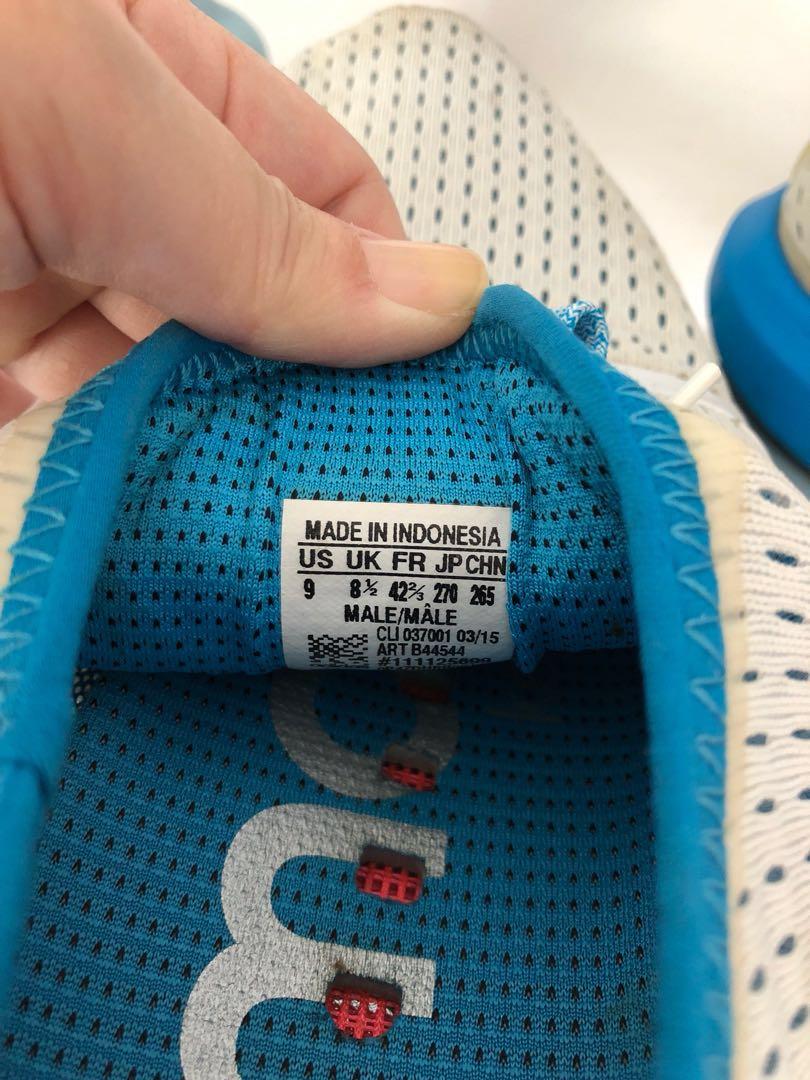 MADE IN INDONESIA
US UK FR JP CHN
9 8½ 42⅔ 270 265
MALE/MÂLE
CLI 037001 03/15
ART B44544